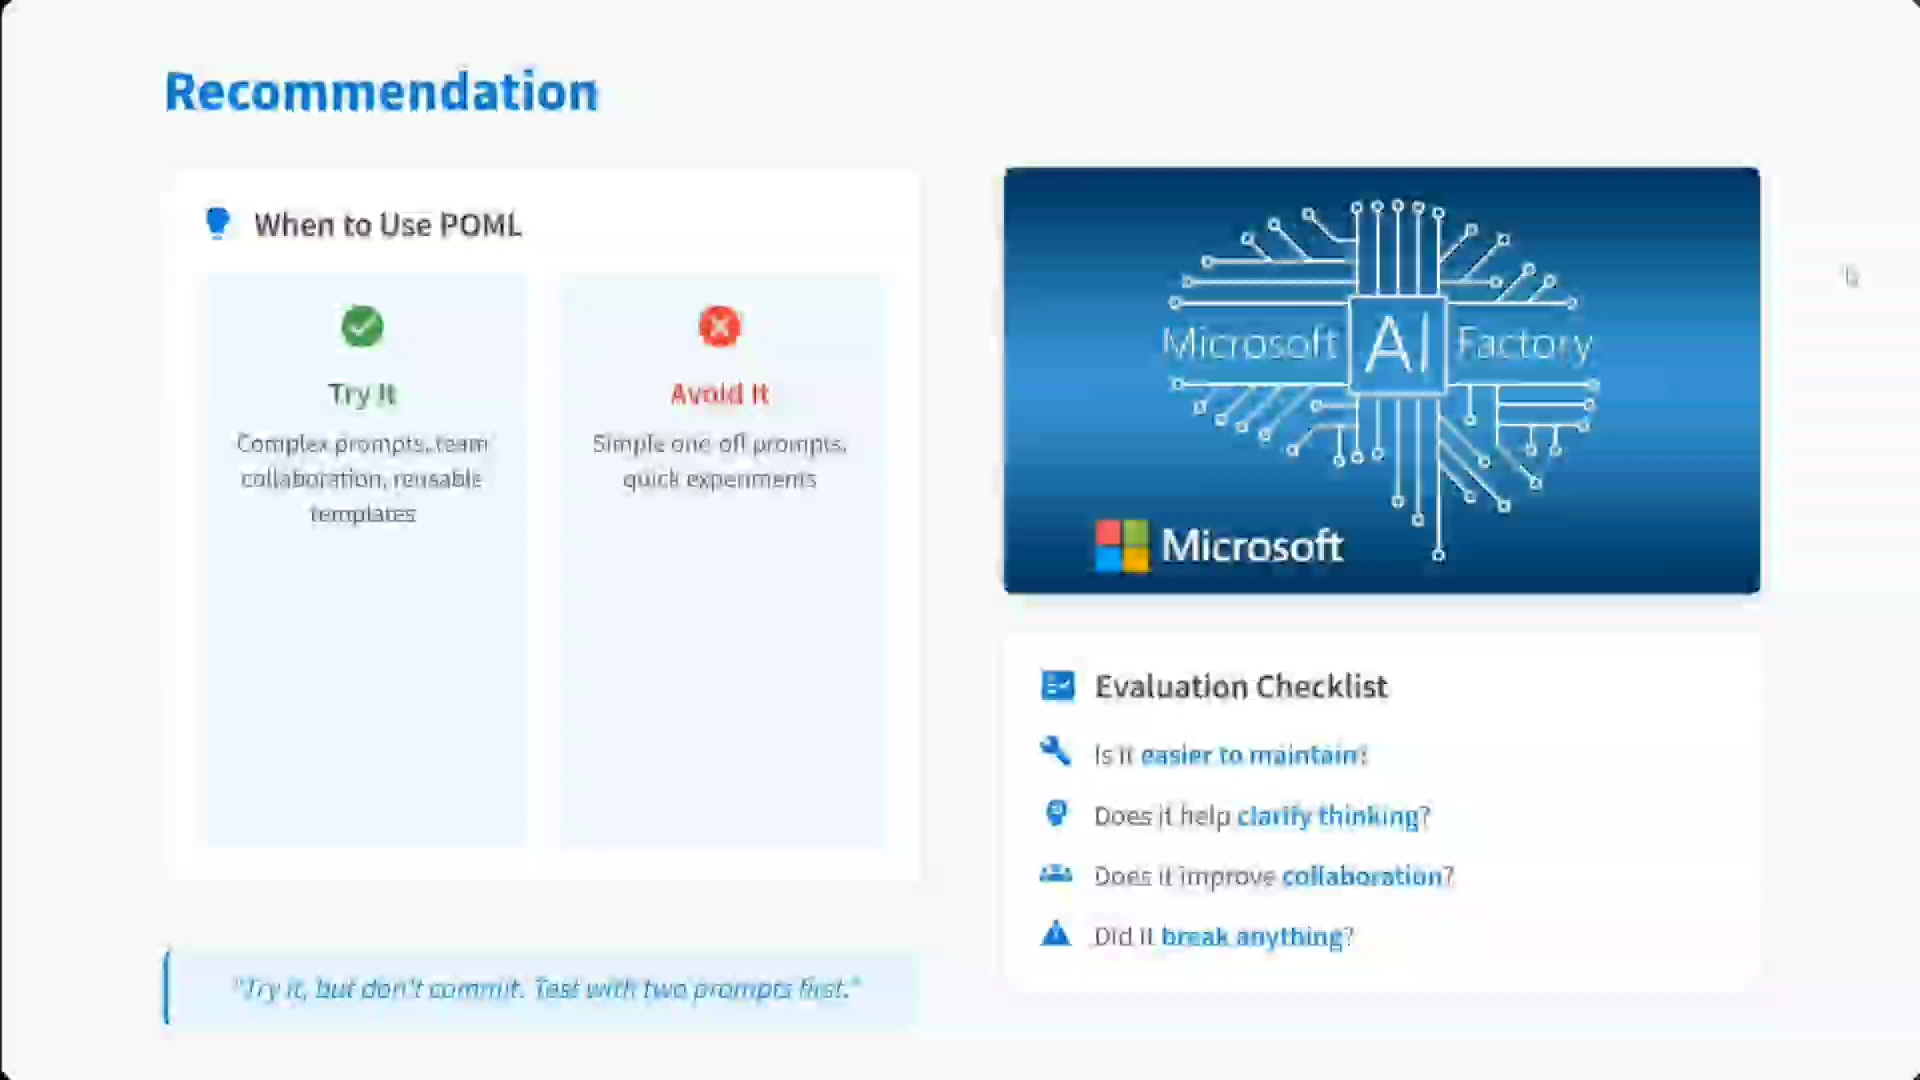 Recommendation
When to Use POML
Try It
Complex prompts, team
collaboration, reusable
templates
Avoid It
Simple one-off prompts,
quick experiments
"Try it, but don't commit. Test with two prompts first."
Microsoft AI Factory
Microsoft
Evaluation Checklist
Is it easier to maintain?
Does it help clarify thinking?
Does it improve collaboration?
Did it break anything?